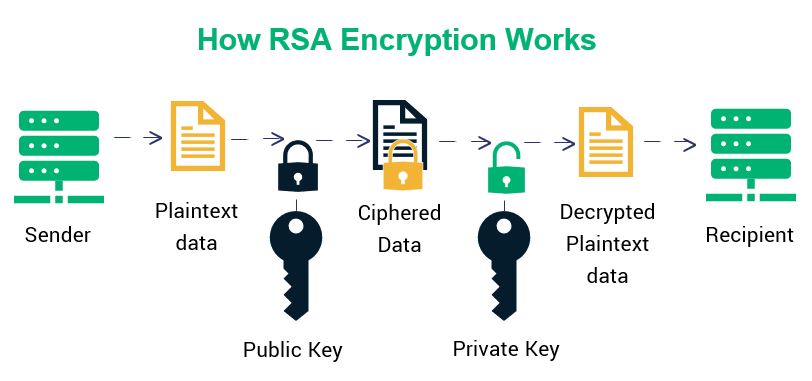 How RSA Encryption Works
Sender
Plaintext
data
Public Key
Ciphered
Data
Private Key
Decrypted
Plaintext
data
Recipient